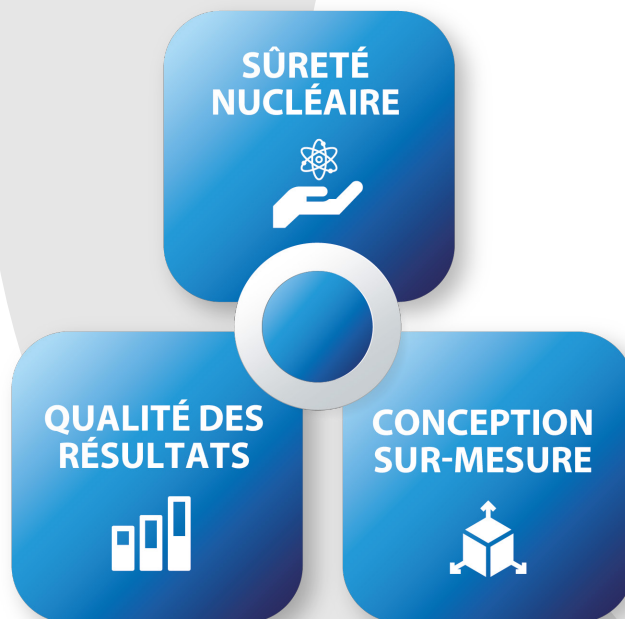 SÛRETÉ
NUCLÉAIRE
QUALITÉ DES
RÉSULTATS
CONCEPTION
SUR-MESURE